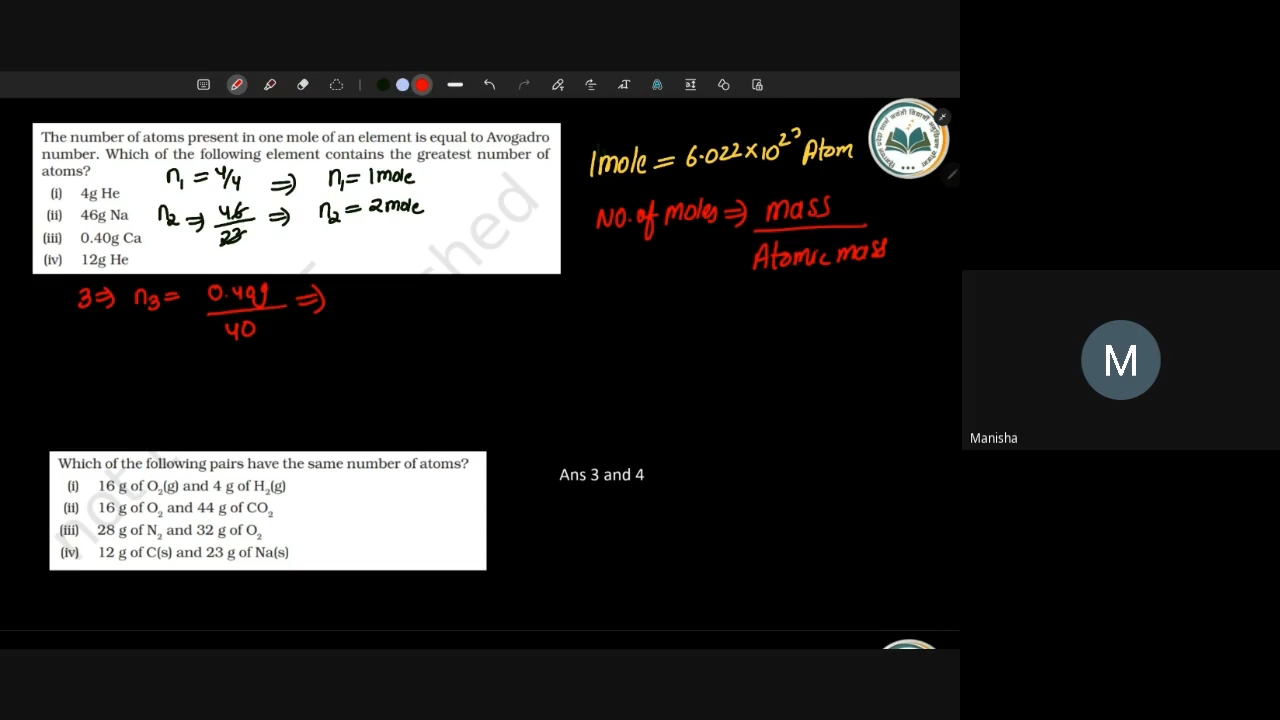 The number of atoms present in one mole of an element is equal to Avogadro
number. Which of the following element contains the greatest number of
atoms?
(i) 4g He
(ii) 46g Na
(iii) 0.40g Ca
(iv) 12g He
n₁ = 4/4 ⇒ n₁ = 1mole
n₂ ⇒ 46/23 ⇒ n₂ = 2mole
3⇒ n₃ = 0.40g/40 ⇒
1mole = 6.022×10²³ Atom
NO. of moles ⇒ mass
Atomic mass
shed
Which of the following pairs have the same number of atoms?
(i) 16 g of O₂(g) and 4 g of H₂(g)
(ii) 16 g of O₂ and 44 g of CO₂
(iii) 28 g of N₂ and 32 g of O₂
(iv) 12 g of C(s) and 23 g of Na(s)
not
Ans 3 and 4
M
Manisha